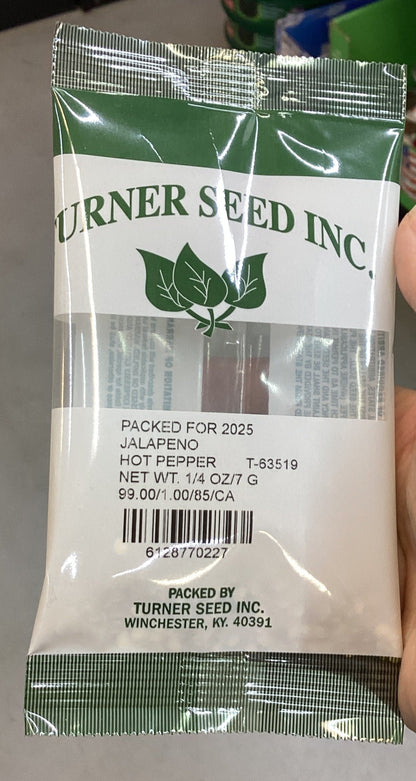 TURNER SEED INC.
PACKED FOR 2025
JALAPENO
HOT PEPPER T-63519
NET WT. 1/4 OZ/7 G
99.00/1.00/85/CA
6128770227
PACKED BY
TURNER SEED INC.
WINCHESTER, KY. 40391